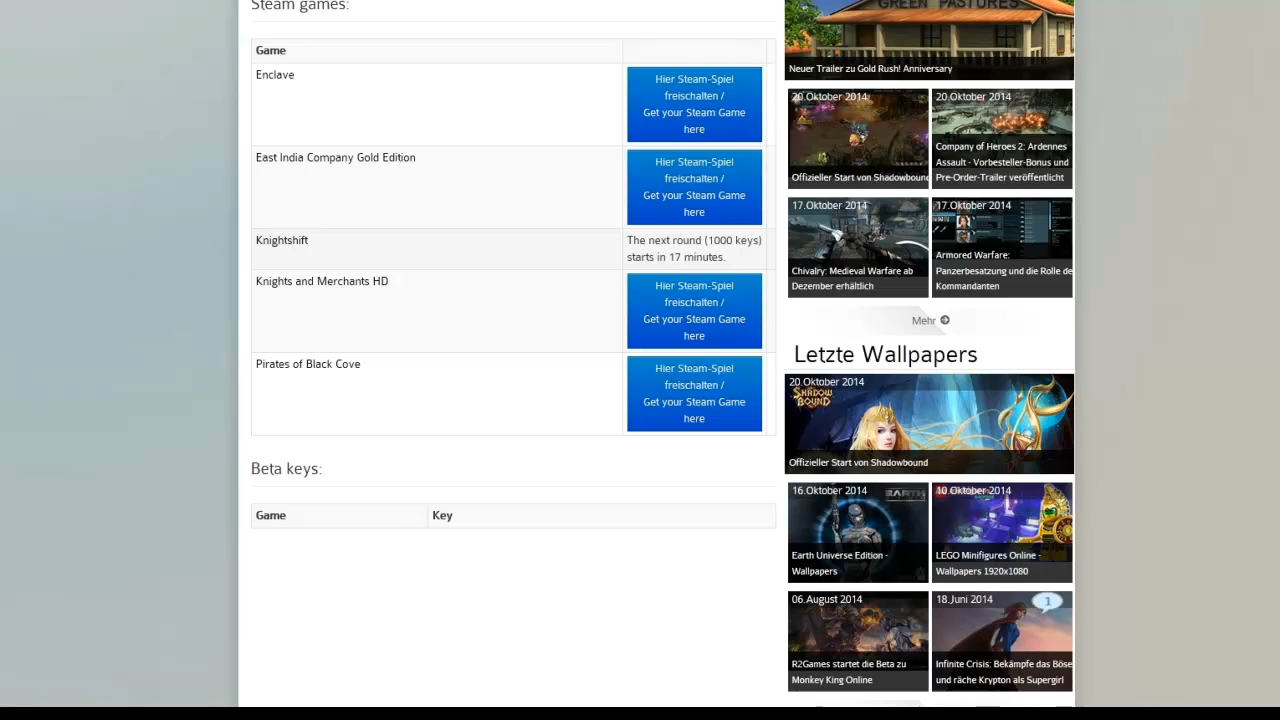 Steam games:
Game
Enclave
Hier Steam-Spiel
freischalten /
Get your Steam Game
here
East India Company Gold Edition
Hier Steam-Spiel
freischalten /
Get your Steam Game
here
Knightshift
The next round (1000 keys)
starts in 17 minutes.
Knights and Merchants HD
Hier Steam-Spiel
freischalten /
Get your Steam Game
here
Pirates of Black Cove
Hier Steam-Spiel
freischalten /
Get your Steam Game
here
Beta keys:
Game Key
GREEN PASTURES
Neuer Trailer zu Gold Rush! Anniversary
20.Oktober 2014
Offizieller Start von Shadowbound
20.Oktober 2014
Company of Heroes 2: Ardennes
Assault - Vorbesteller-Bonus und
Pre-Order-Trailer veröffentlicht
17.Oktober 2014
Chivalry: Medieval Warfare ab
Dezember erhältlich
17.Oktober 2014
Armored Warfare:
Panzerbesatzung und die Rolle de
Kommandanten
Mehr
Letzte Wallpapers
20.Oktober 2014
SHADOW
BOUND
Offizieller Start von Shadowbound
16.Oktober 2014
EARTH
Earth Universe Edition -
Wallpapers
10.Oktober 2014
LEGO Minifigures Online -
Wallpapers 1920x1080
06.August 2014
R2Games startet die Beta zu
Monkey King Online
18.Juni 2014
1
Infinite Crisis: Bekämpfe das Böse
und räche Krypton als Supergirl